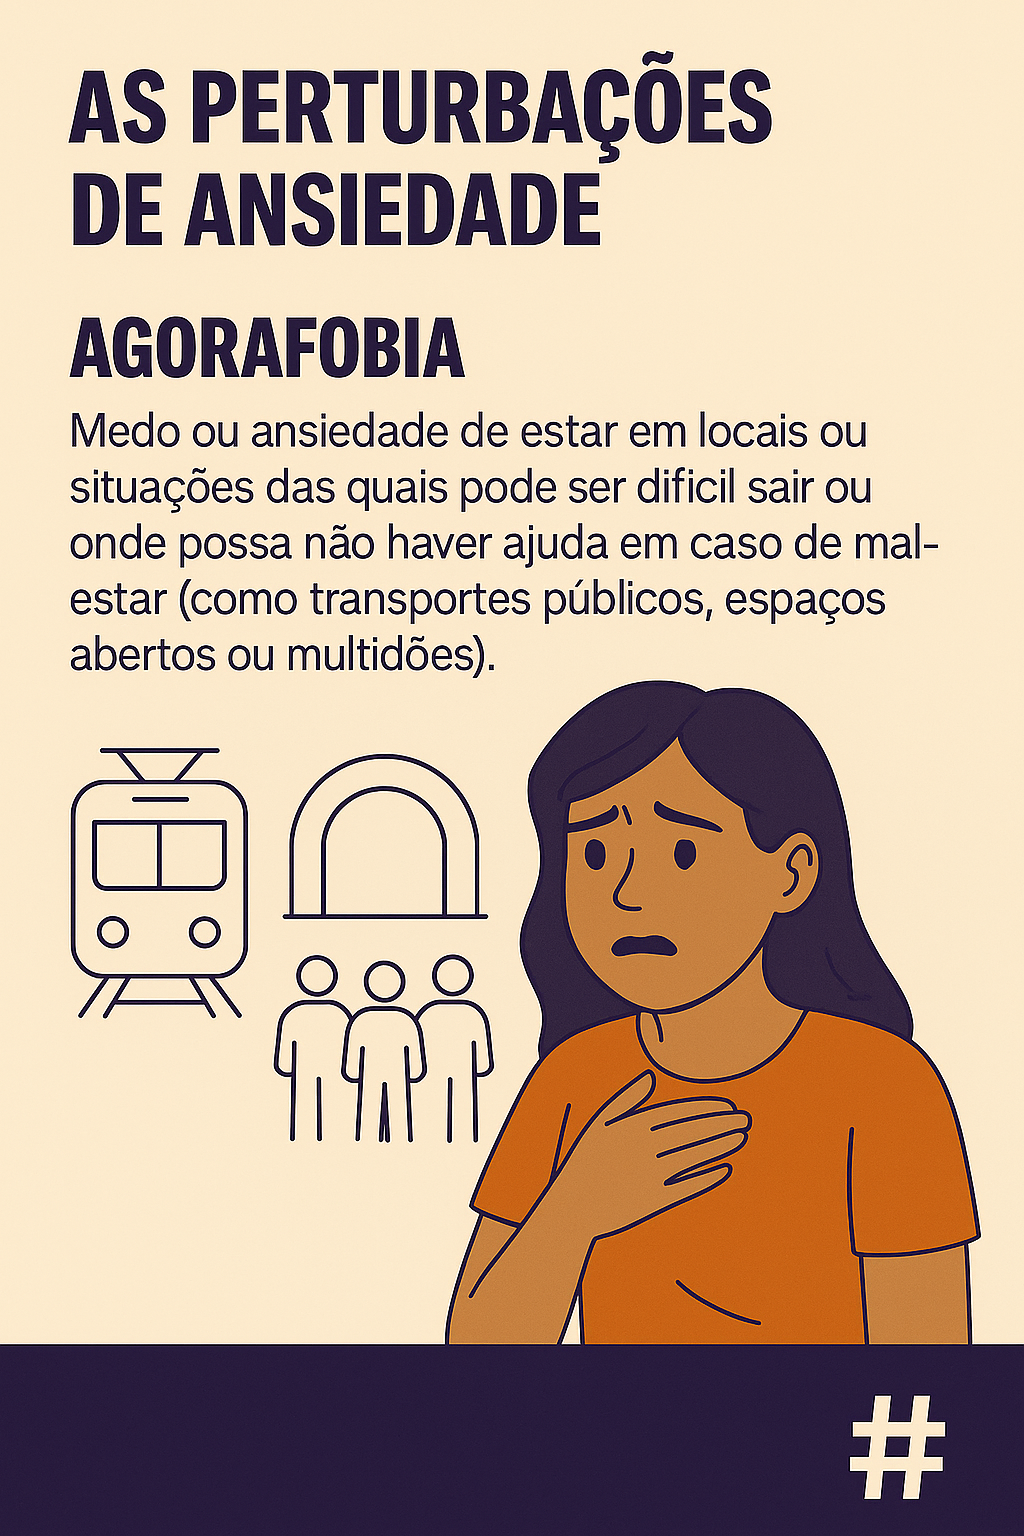 AS PERTURBAÇÕES
DE ANSIEDADE
AGORAFOBIA
Medo ou ansiedade de estar em locais ou
situações das quais pode ser dificil sair ou
onde possa não haver ajuda em caso de mal-
estar (como transportes públicos, espaços
abertos ou multidões).
#